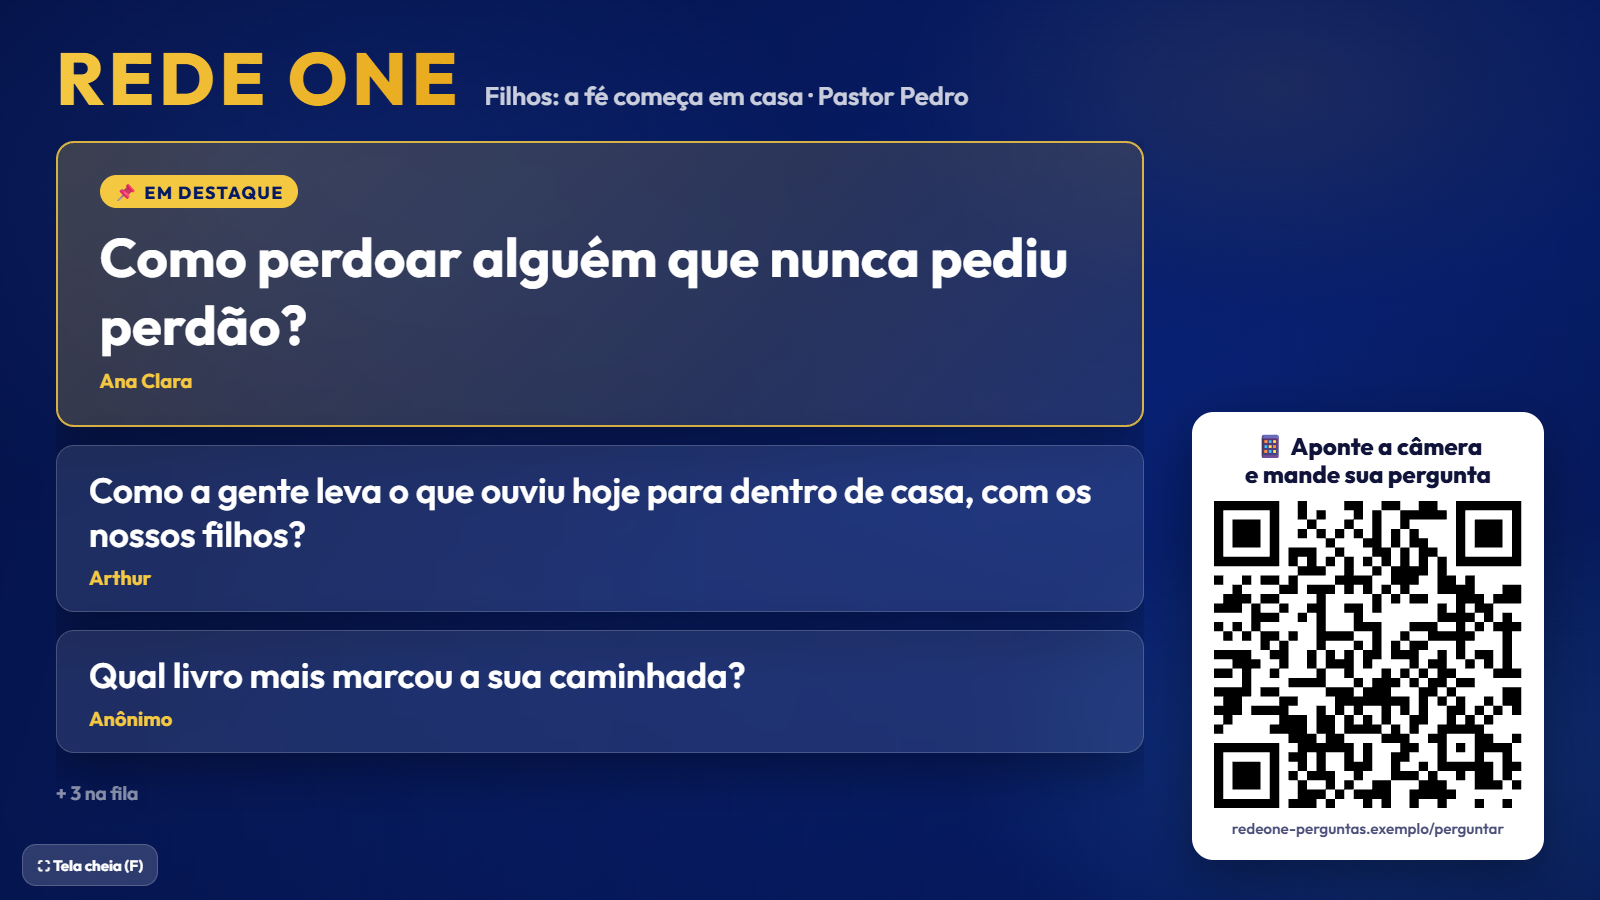 REDE ONE
Filhos: a fé começa em casa · Pastor Pedro
EM DESTAQUE
Como perdoar alguém que nunca pediu
perdão?
Ana Clara
Como a gente leva o que ouviu hoje para dentro de casa, com os
nossos filhos?
Arthur
Qual livro mais marcou a sua caminhada?
Anônimo
+ 3 na fila
Tela cheia (F)
Aponte a câmera
e mande sua pergunta
redeone-perguntas.exemplo/perguntar